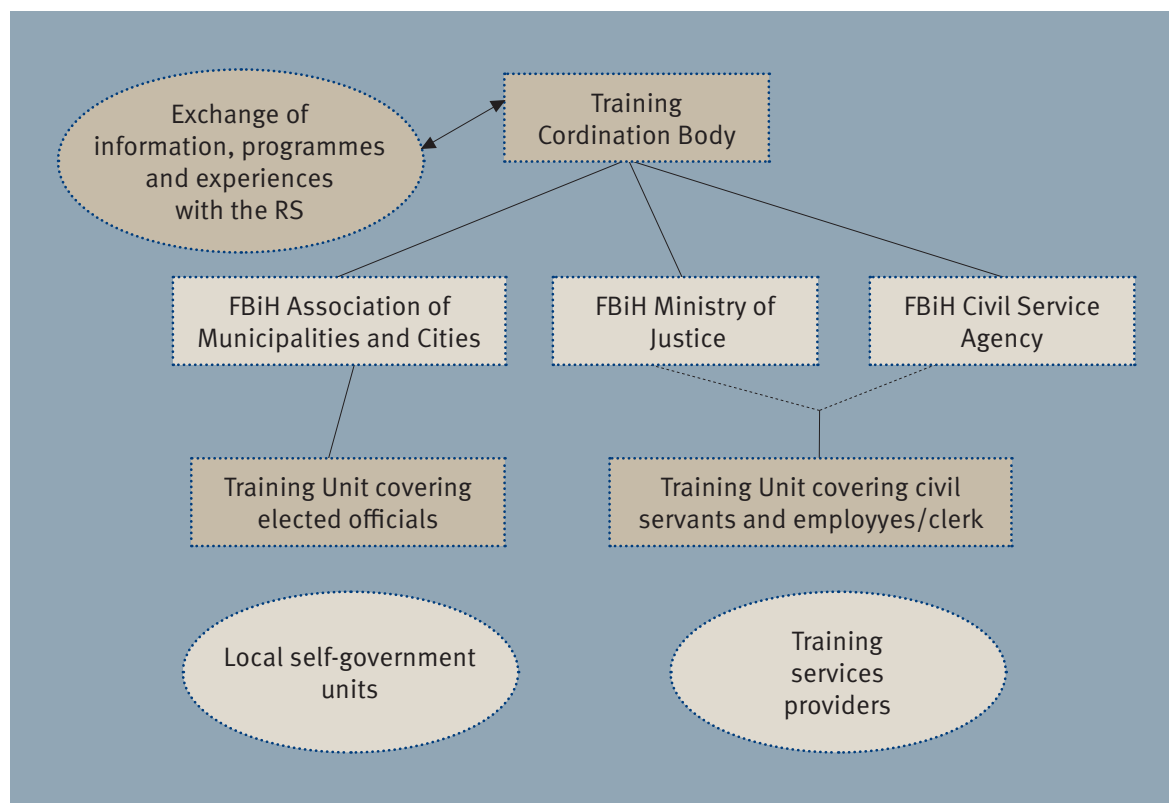 Exchange of
information, programmes
and experiences
with the RS
Training
Cordination Body
FBiH Association of
Municipalities and Cities
FBiH Ministry of
Justice
FBiH Civil Service
Agency
Training Unit covering
elected officials
Training Unit covering civil
servants and employyes/clerk
Local self-government
units
Training
services
providers